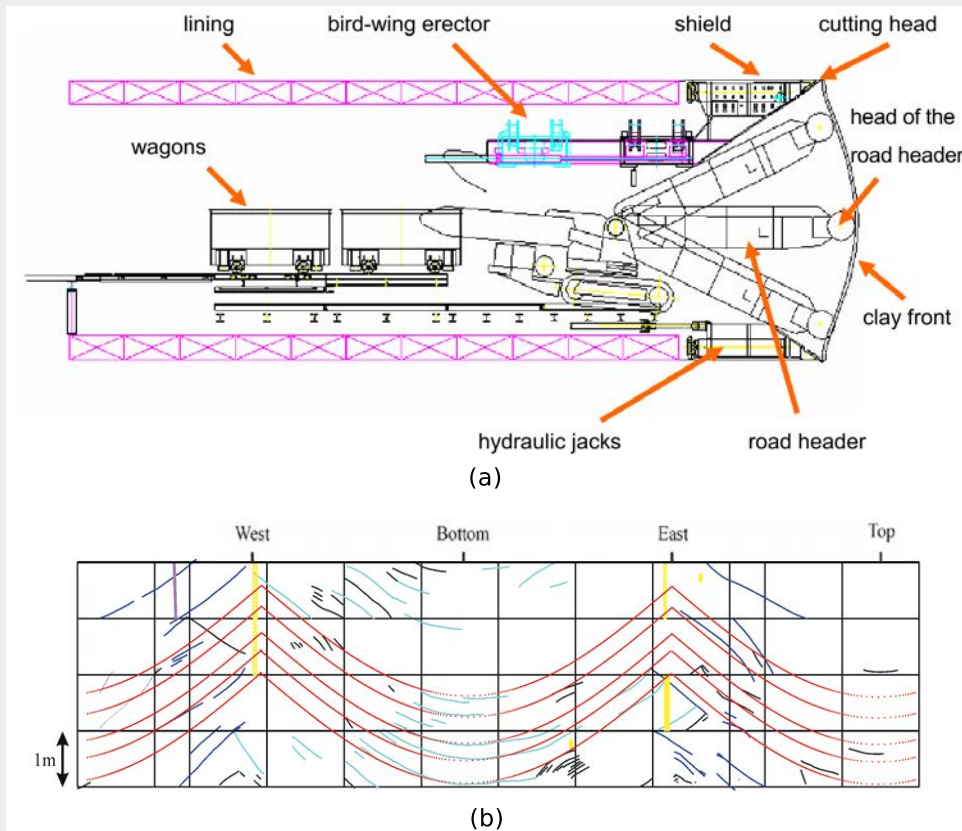 lining
bird-wing erector
shield
cutting head
wagons
head of the
road header
clay front
hydraulic jacks
road header
(a)
West
Bottom
East
Top
1m
(b)